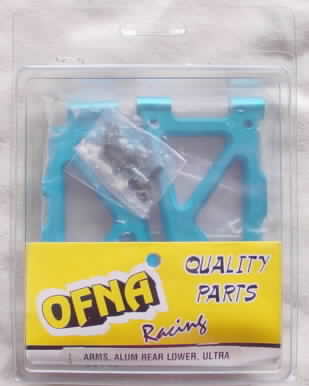 OFNA
Racing
QUALITY
PARTS
ARMS, ALUM REAR LOWER, ULTRA